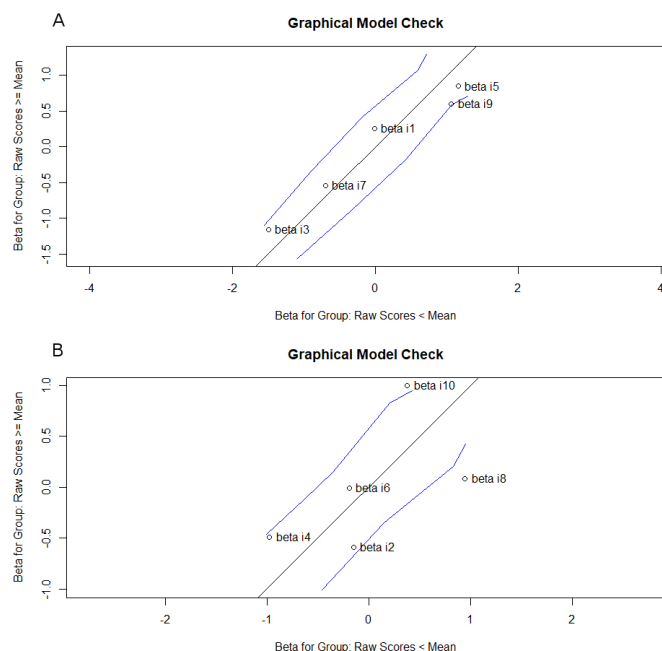 A
Graphical Model Check
Beta for Group: Raw Scores >= Mean
1.0
0.5
0.0
-0.5
-1.0
-1.5
beta i5
beta i9
beta i1
beta i7
beta i3
-4
-2
0
2
4
Beta for Group: Raw Scores < Mean
B
Graphical Model Check
Beta for Group: Raw Scores >= Mean
1.0
0.5
0.0
-0.5
-1.0
beta i10
beta i8
beta i6
beta i4
beta i2
-2
-1
0
1
2
Beta for Group: Raw Scores < Mean